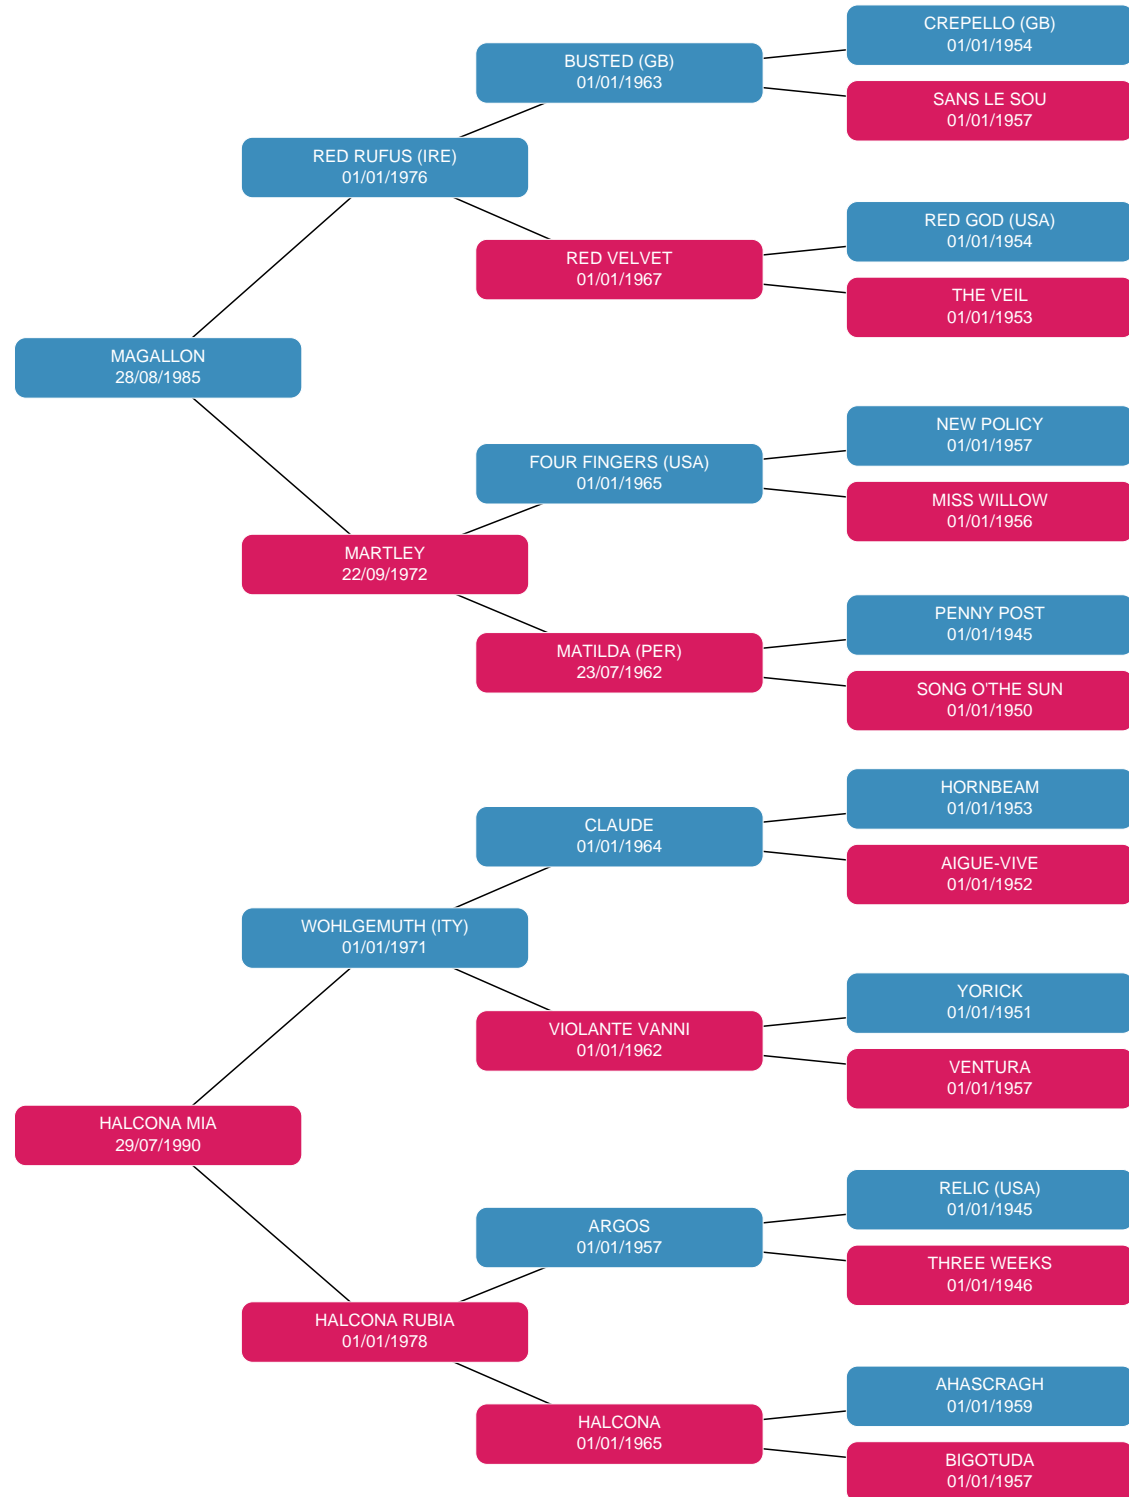 CREPELLO (GB)
01/01/1954
BUSTED (GB)
01/01/1963
SANS LE SOU
01/01/1957
RED RUFUS (IRE)
01/01/1976
RED GOD (USA)
01/01/1954
RED VELVET
01/01/1967
THE VEIL
01/01/1953
MAGALLON
28/08/1985
NEW POLICY
01/01/1957
FOUR FINGERS (USA)
01/01/1965
MISS WILLOW
01/01/1956
MARTLEY
22/09/1972
PENNY POST
01/01/1945
MATILDA (PER)
23/07/1962
SONG O'THE SUN
01/01/1950
HORNBEAM
01/01/1953
CLAUDE
01/01/1964
AIGUE-VIVE
01/01/1952
WOHLGEMUTH (ITY)
01/01/1971
YORICK
01/01/1951
VIOLANTE VANNI
01/01/1962
VENTURA
01/01/1957
HALCONA MIA
29/07/1990
RELIC (USA)
01/01/1945
ARGOS
01/01/1957
THREE WEEKS
01/01/1946
HALCONA RUBIA
01/01/1978
AHASCRAGH
01/01/1959
HALCONA
01/01/1965
BIGOTUDA
01/01/1957